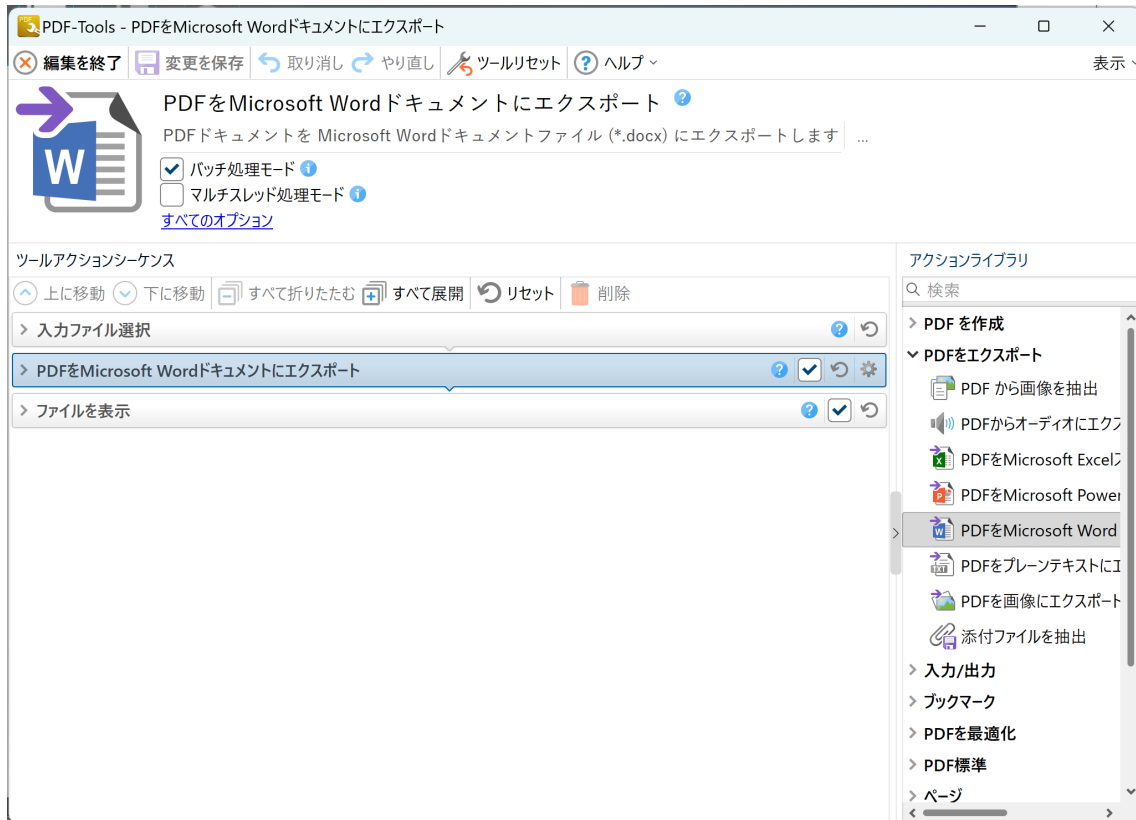 PDF-Tools - PDFをMicrosoft Wordドキュメントにエクスポート
編集を終了 変更を保存 取り消し やり直し ツールリセット ヘルプ 表示
PDFをMicrosoft Wordドキュメントにエクスポート
PDFドキュメントを Microsoft Wordドキュメントファイル (*.docx) にエクスポートします ...
バッチ処理モード
マルチスレッド処理モード
すべてのオプション
ツールアクションシーケンス
上に移動 下に移動 すべて折りたたむ すべて展開 リセット 削除
入力ファイル選択
PDFをMicrosoft Wordドキュメントにエクスポート
ファイルを表示
アクションライブラリ
検索
PDF を作成
PDFをエクスポート
PDF から画像を抽出
PDFからオーディオにエクス
PDFをMicrosoft Excelス
PDFをMicrosoft Power
PDFをMicrosoft Word
PDFをプレーンテキストにエ
PDFを画像にエクスポート
添付ファイルを抽出
入力/出力
ブックマーク
PDFを最適化
PDF標準
ページ